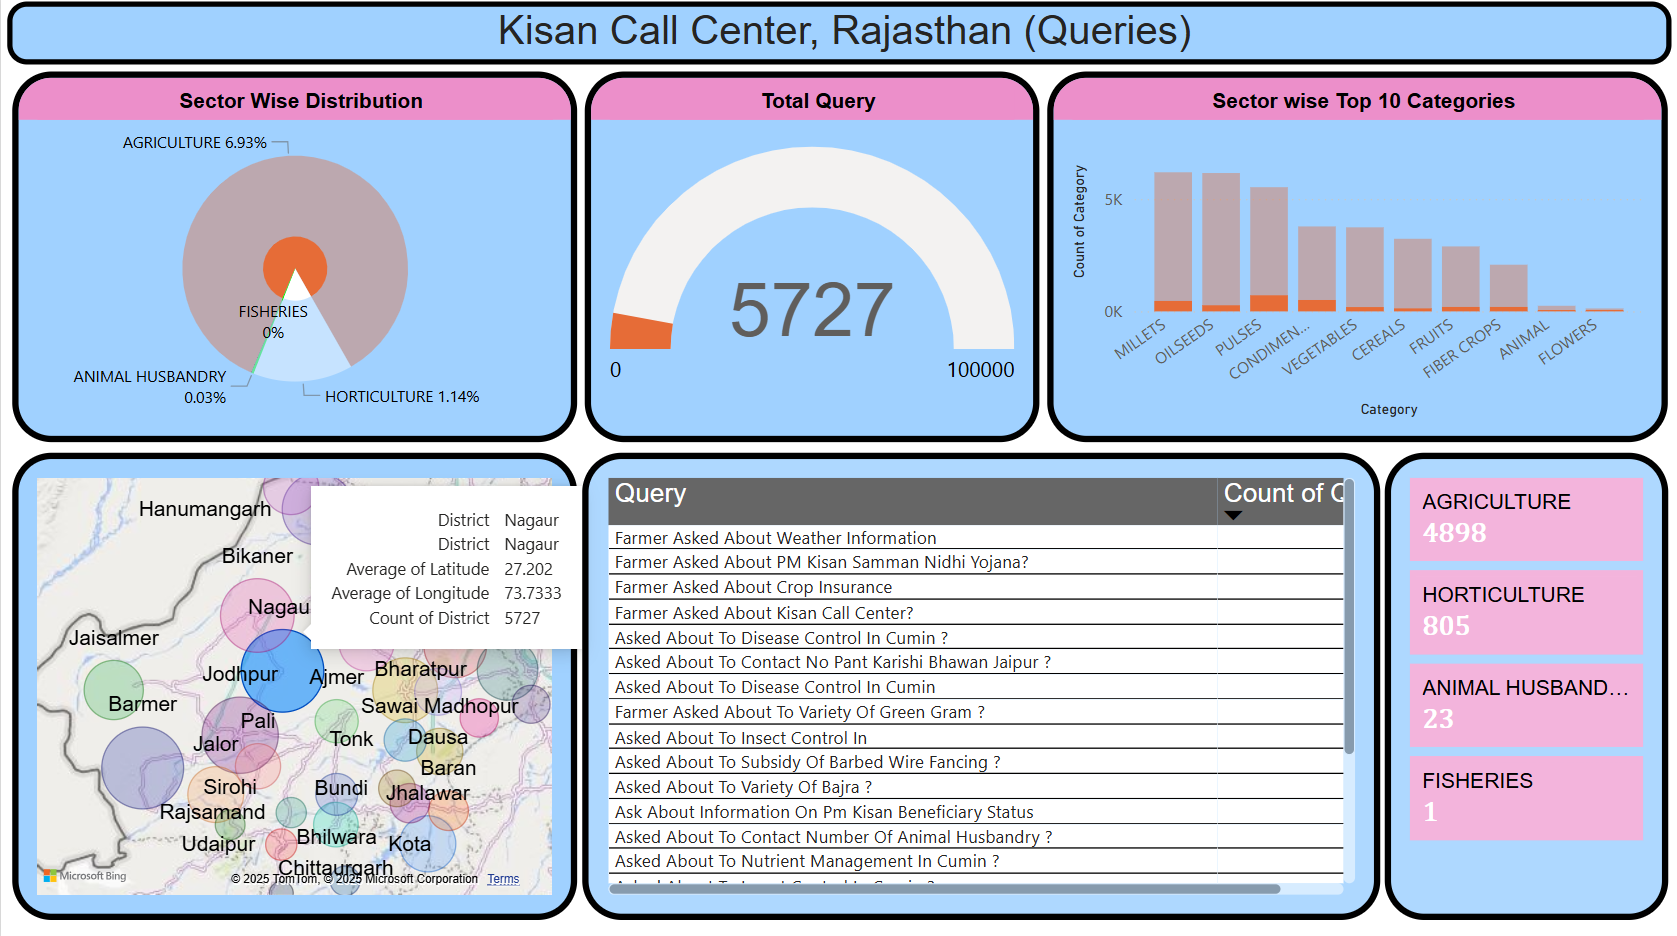 Kisan Call Center, Rajasthan (Queries)
Sector Wise Distribution
AGRICULTURE 6.93%
FISHERIES
0%
ANIMAL HUSBANDRY
0.03%
HORTICULTURE 1.14%
Total Query
5727
0
100000
Sector wise Top 10 Categories
Count of Category
5K
0K
MILLETS
OILSEEDS
PULSES
CONDIMEN...
VEGETABLES
CEREALS
FRUITS
FIBER CROPS
ANIMAL
FLOWERS
Category
Hanumangarh
Bikaner
Nagau
Jaisalmer
Jodhpur
Ajmer
Bharatpur
Barmer
Sawai Madhopur
Pali
Jalor
Tonk
Dausa
Baran
Sirohi
Bundi
Jhalawar
Rajsamand
Udaipur
Bhilwara
Kota
Chittaurgarh
Microsoft Bing
© 2025 TomTom, © 2025 Microsoft Corporation Terms
District Nagaur
District Nagaur
Average of Latitude 27.202
Average of Longitude 73.7333
Count of District 5727
Query Count of Q
Farmer Asked About Weather Information
Farmer Asked About PM Kisan Samman Nidhi Yojana?
Farmer Asked About Crop Insurance
Farmer Asked About Kisan Call Center?
Asked About To Disease Control In Cumin ?
Asked About To Contact No Pant Karishi Bhawan Jaipur ?
Asked About To Disease Control In Cumin
Farmer Asked About To Variety Of Green Gram ?
Asked About To Insect Control In
Asked About To Subsidy Of Barbed Wire Fancing ?
Asked About To Variety Of Bajra ?
Ask About Information On Pm Kisan Beneficiary Status
Asked About To Contact Number Of Animal Husbandry ?
Asked About To Nutrient Management In Cumin ?
AGRICULTURE
4898
HORTICULTURE
805
ANIMAL HUSBAND...
23
FISHERIES
1